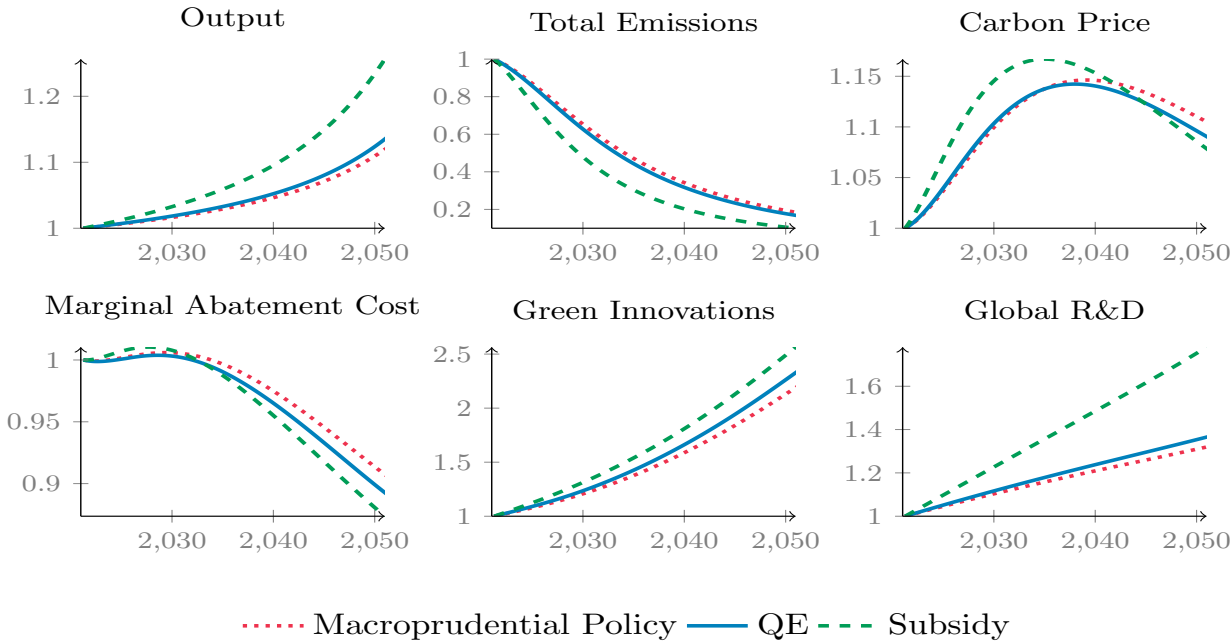 Output
Total Emissions
Carbon Price
1.2
1.1
1
2,030 2,040 2,050
1
0.8
0.6
0.4
0.2
2,030 2,040 2,050
1.15
1.1
1.05
1
2,030 2,040 2,050
Marginal Abatement Cost
Green Innovations
Global R&D
1
0.95
0.9
2,030 2,040 2,050
2.5
2
1.5
1
2,030 2,040 2,050
1.6
1.4
1.2
1
2,030 2,040 2,050
Macroprudential Policy QE Subsidy